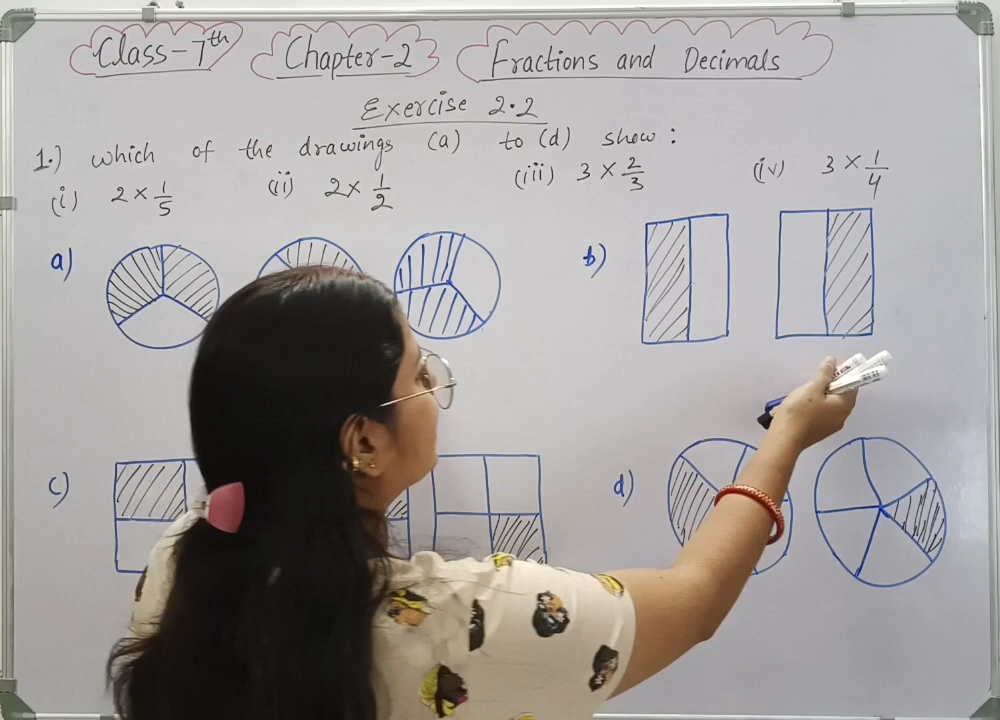 Class-7th Chapter-2 Fractions and Decimals
Exercise 2.2
1.) which of the drawings (a) to (d) show :
(i) 2 × 1/5 (ii) 2 × 1/2 (iii) 3 × 2/3 (iv) 3 × 1/4
a) b)
c) d)